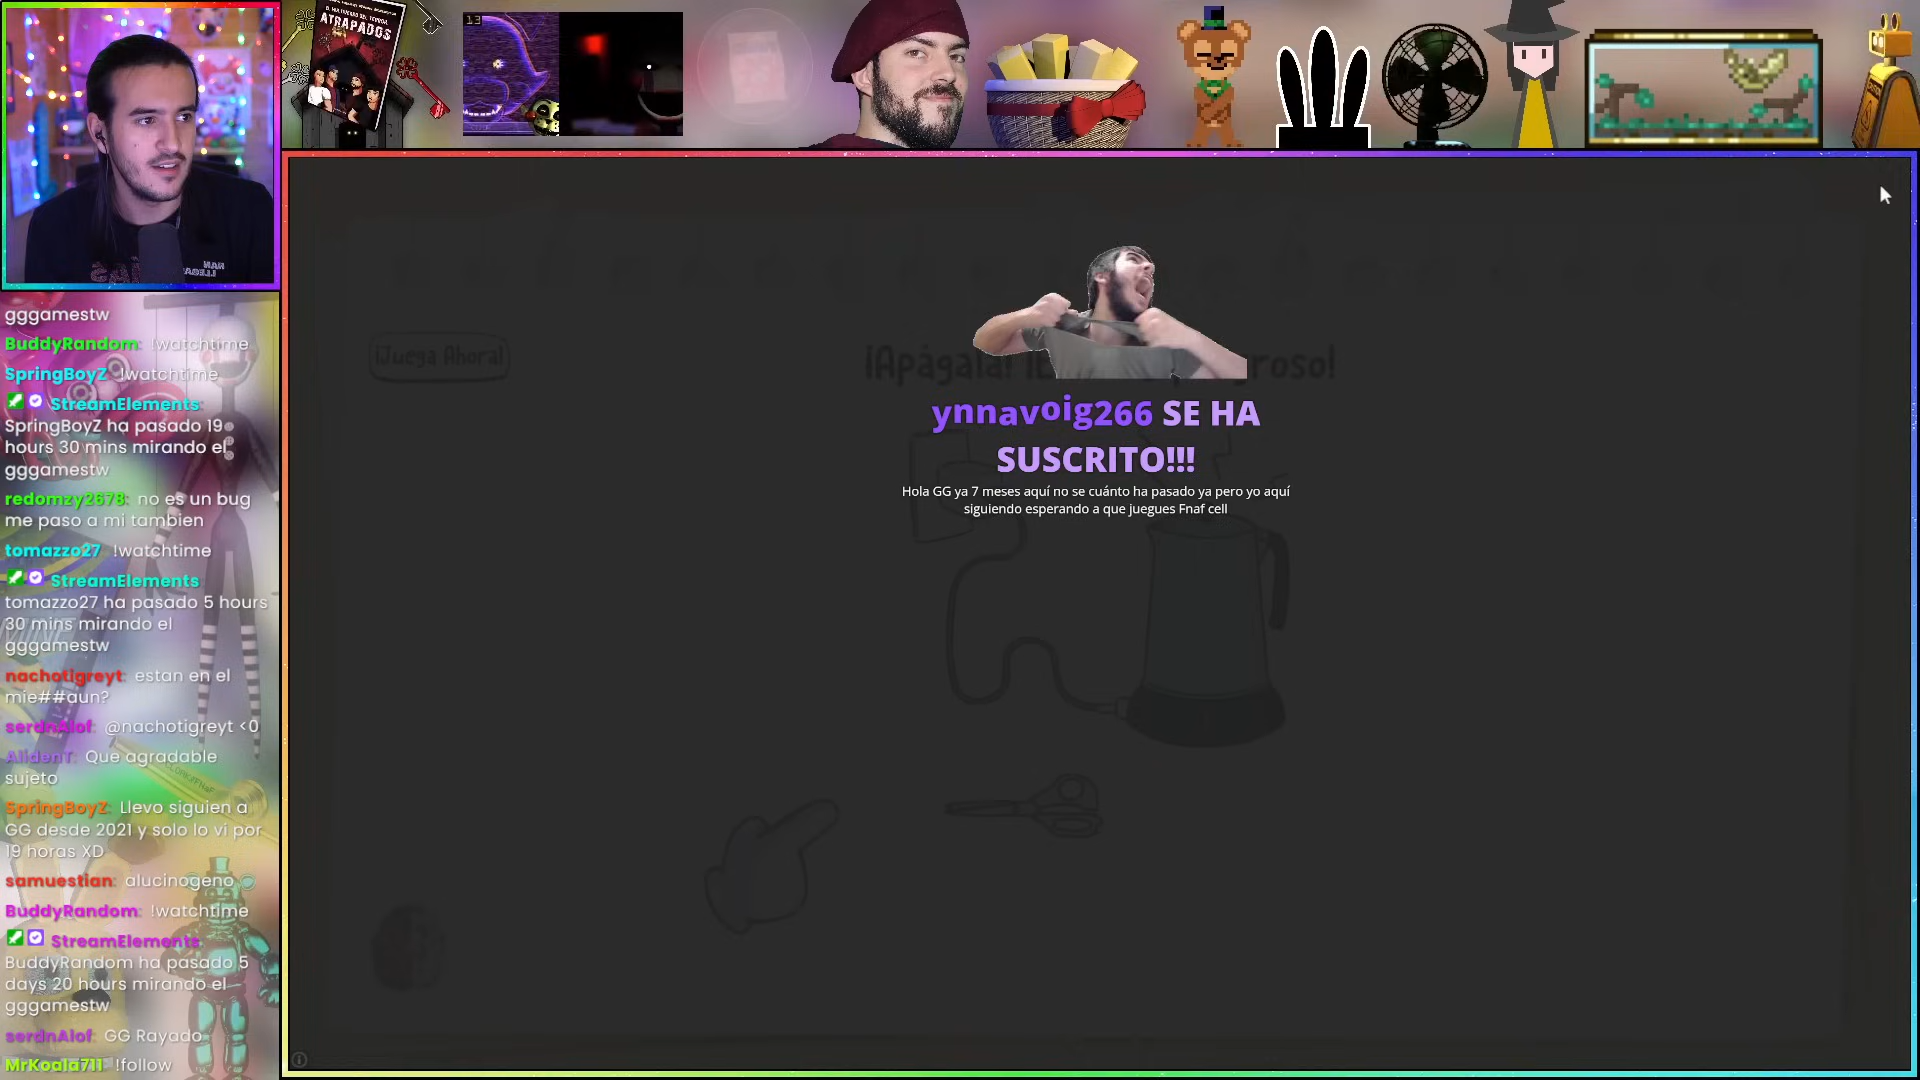 ATRAPADOS
13
gggamestw
BuddyRandom: !watchtime
SpringBoyZ: !watchtime
StreamElements:
SpringBoyZ ha pasado 19
hours 30 mins mirando el
gggamestw
redomzy2678: no es un bug
me paso a mi tambien
tomazzo27: !watchtime
StreamElements:
tomazzo27 ha pasado 5 hours
30 mins mirando el
gggamestw
nachotigreyt: estan en el
mie##aun?
serdnAlof: @nachotigreyt <0
AlidenT: Que agradable
sujeto
SpringBoyZ: Llevo siguien a
GG desde 2021 y solo lo vi por
19 horas XD
samuestian: alucinogeno
BuddyRandom: !watchtime
StreamElements:
BuddyRandom ha pasado 5
days 20 hours mirando el
gggamestw
serdnAlof: GG Rayado
MrKoala711: !follow
¡Juega Ahora!
¡Apágala!
ynnavoig266 SE HA
SUSCRITO!!!
Hola GG ya 7 meses aquí no se cuánto ha pasado ya pero yo aquí
siguiendo esperando a que juegues Fnaf cell